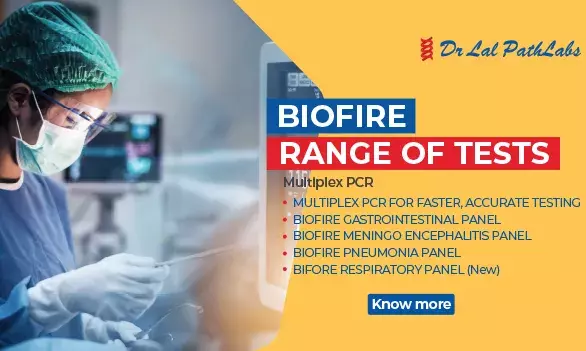 Dr Lal PathLabs
BIOFIRE
RANGE OF TESTS
Multiplex PCR
• MULTIPLEX PCR FOR FASTER, ACCURATE TESTING
• BIOFIRE GASTROINTESTINAL PANEL
• BIOFIRE MENINGO ENCEPHALITIS PANEL
• BIOFIRE PNEUMONIA PANEL
• BIFORE RESPIRATORY PANEL (New)
Know more